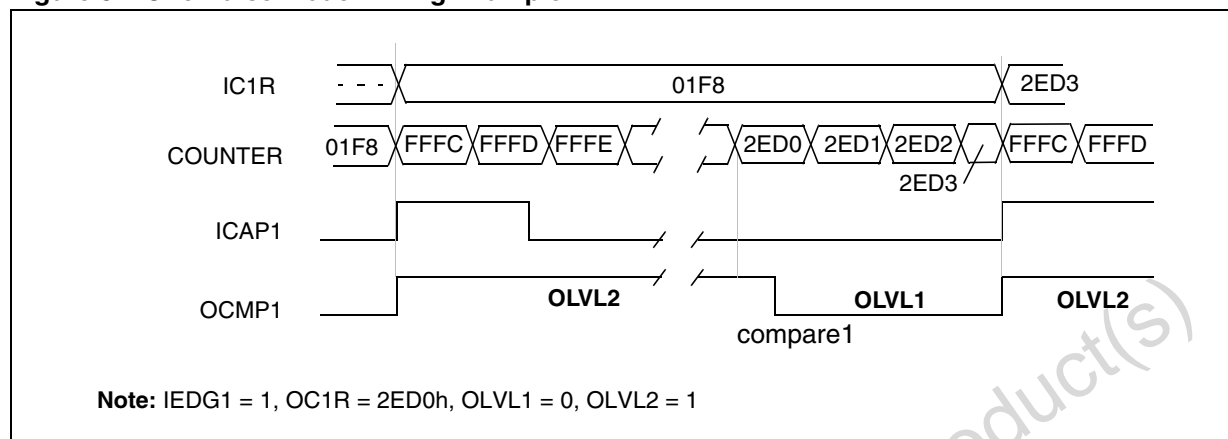 IC1R - - - 01F8 2ED3
COUNTER 01F8 FFFC FFFD FFFE 2ED0 2ED1 2ED2 FFFC FFFD
2ED3
ICAP1
OCMP1 OLVL2 OLVL1 OLVL2
compare1
Note: IEDG1 = 1, OC1R = 2ED0h, OLVL1 = 0, OLVL2 = 1